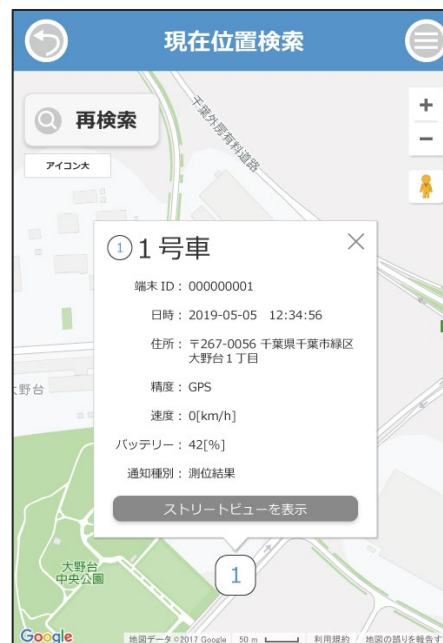 現在位置検索
再検索
アイコン大
千葉外房有料道路
+
−
① 1 号車
端末 ID : 000000001
日時 : 2019-05-05 12:34:56
住所 : 〒267-0056 千葉県千葉市緑区
大野台 1 丁目
精度 : GPS
速度 : 0[km/h]
バッテリー : 42[%]
通知種別 : 測位結果
ストリートビューを表示
大野台
1
大野台
中央公園
Google
地図データ ©2017 Google 50 m 利用規約 地図の誤りを報告す